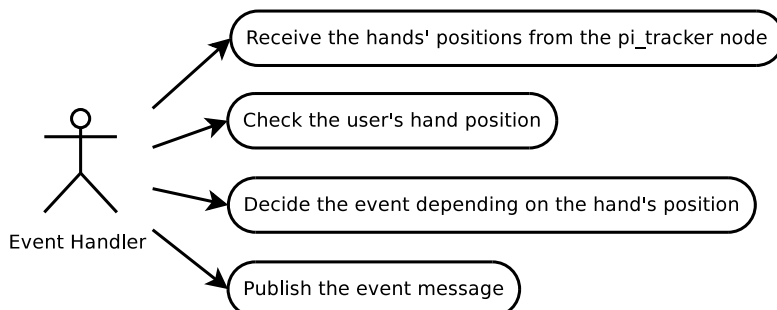 Receive the hands' positions from the pi_tracker node
Check the user's hand position
Decide the event depending on the hand's position
Event Handler
Publish the event message